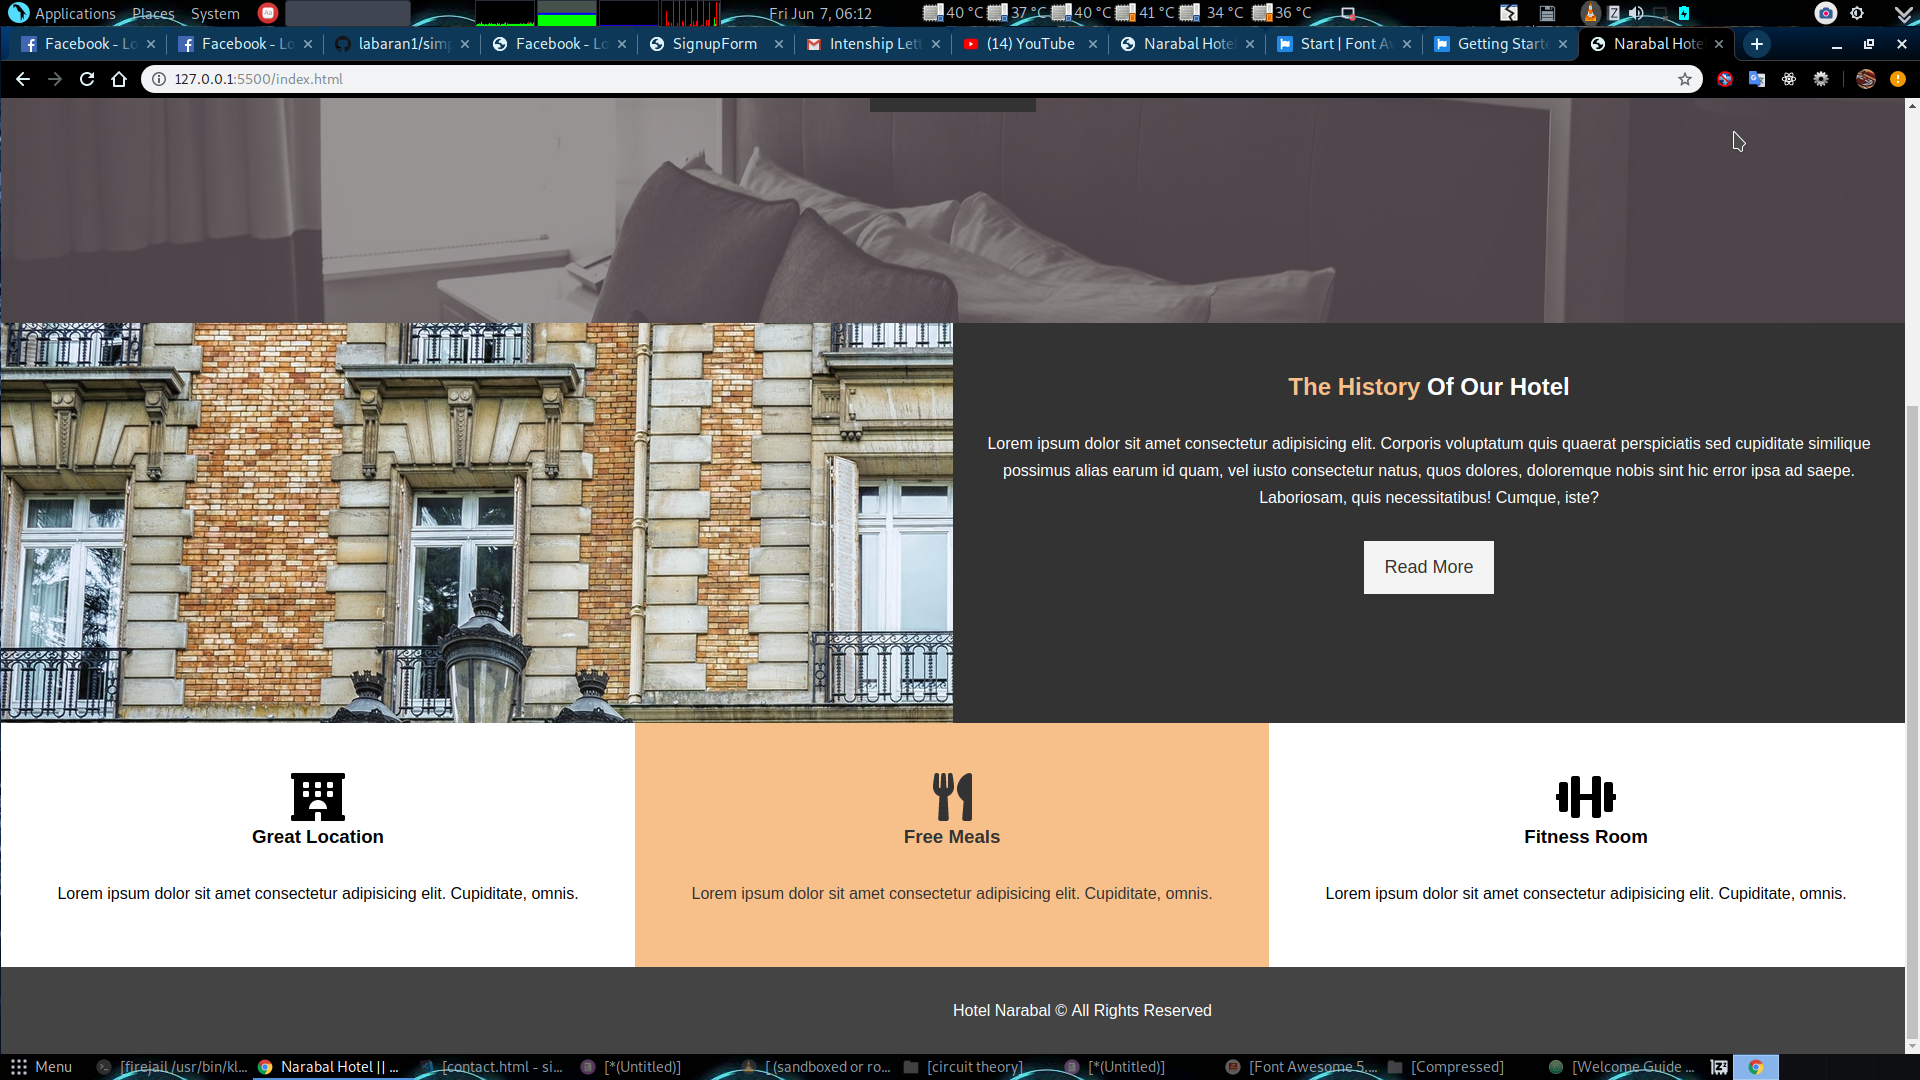 Applications Places System Fri Jun 7, 06:12 40 °C 37 °C 40 °C 41 °C 34 °C 36 °C
Facebook - Lo Facebook - Lo labaran1/simp Facebook - Lo SignupForm Intenship Lett (14) YouTube Narabal Hotel Start | Font Av Getting Starte Narabal Hote
127.0.0.1:5500/index.html
The History Of Our Hotel
Lorem ipsum dolor sit amet consectetur adipisicing elit. Corporis voluptatum quis quaerat perspiciatis sed cupiditate similique
possimus alias earum id quam, vel iusto consectetur natus, quos dolores, doloremque nobis sint hic error ipsa ad saepe.
Laboriosam, quis necessitatibus! Cumque, iste?
Read More
Great Location Free Meals Fitness Room
Lorem ipsum dolor sit amet consectetur adipisicing elit. Cupiditate, omnis. Lorem ipsum dolor sit amet consectetur adipisicing elit. Cupiditate, omnis. Lorem ipsum dolor sit amet consectetur adipisicing elit. Cupiditate, omnis.
Hotel Narabal © All Rights Reserved
Menu [firejail /usr/bin/kl... Narabal Hotel || ... [contact.html - si... [*(Untitled)] [ (sandboxed or ro... [circuit theory] [*(Untitled)] [Font Awesome 5.... [Compressed] [Welcome Guide ...